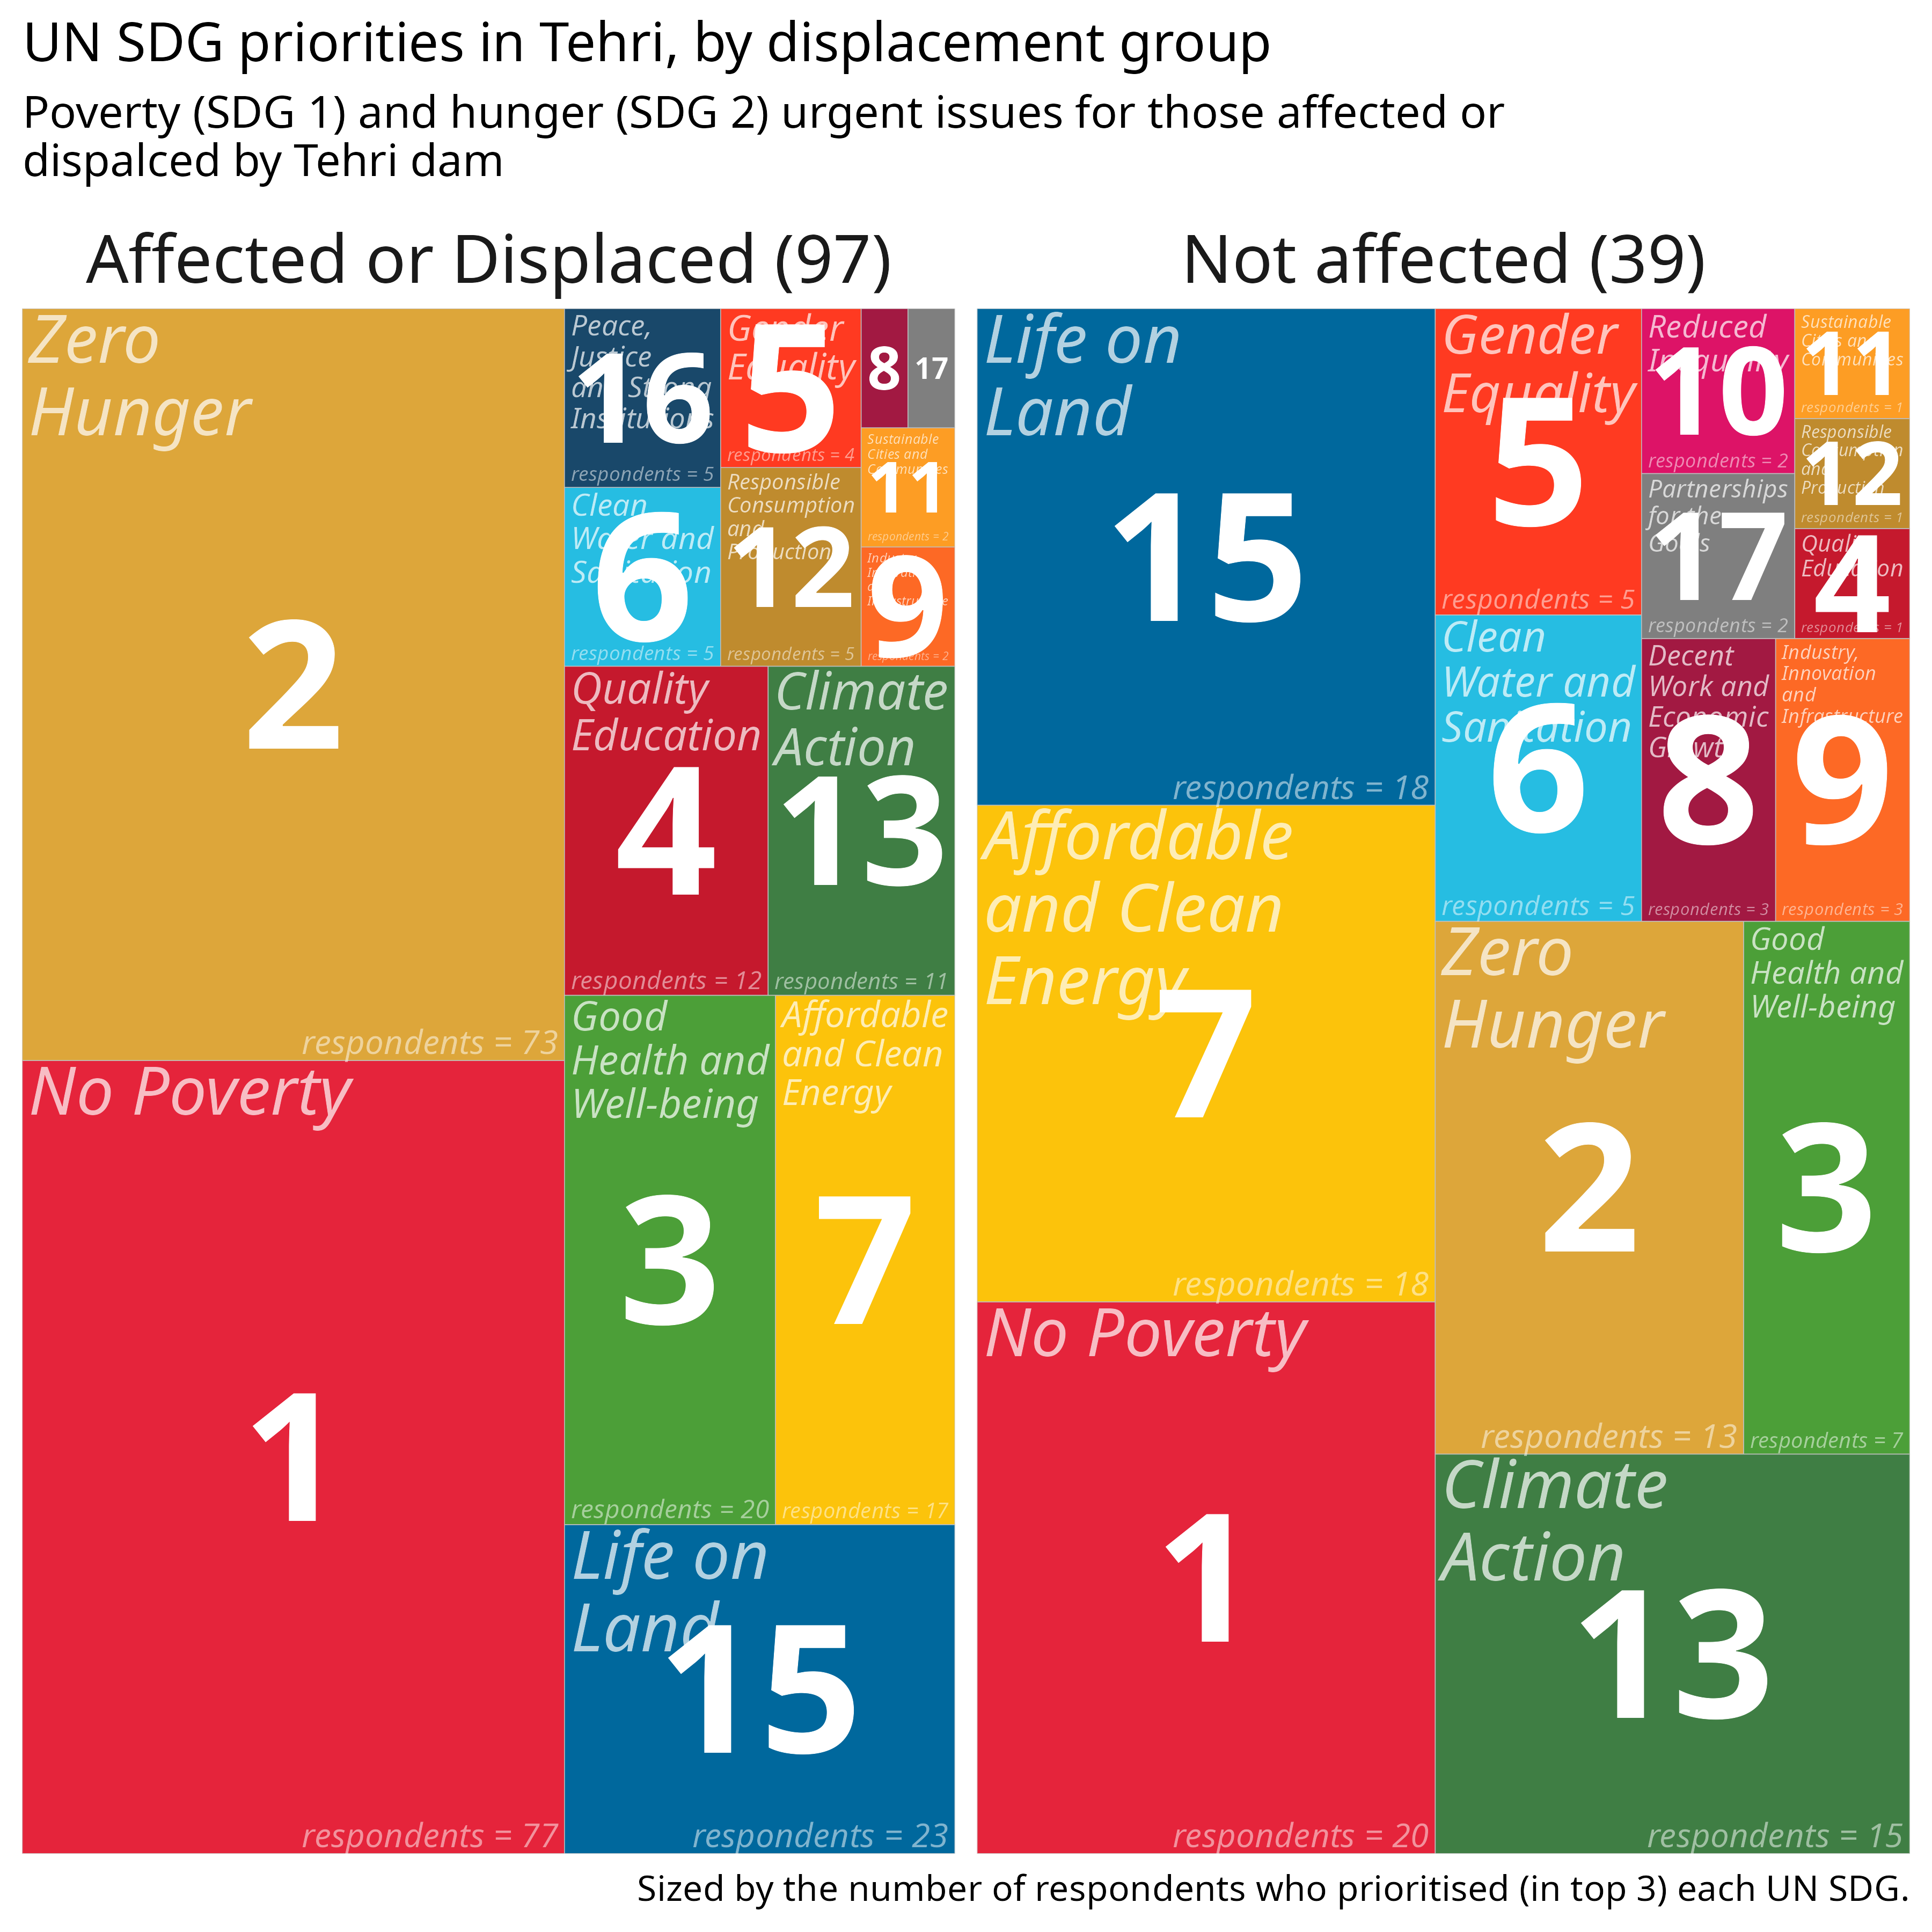 UN SDG priorities in Tehri, by displacement group
Poverty (SDG 1) and hunger (SDG 2) urgent issues for those affected or
dispalced by Tehri dam
Affected or Displaced (97)
Zero
Hunger
2
respondents = 73
No Poverty
1
respondents = 77
Peace,
Justice
and Strong
Institutions
16
respondents = 5
Gender
Equality
5
respondents = 4
8
17
Clean
Water and
Sanitation
6
respondents = 5
Responsible
Consumption
and
Production
12
respondents = 5
Sustainable
Cities and
Communities
11
respondents = 2
9
respondents = 2
Quality
Education
4
respondents = 12
Climate
Action
13
respondents = 11
Good
Health and
Well-being
3
respondents = 20
Affordable
and Clean
Energy
7
respondents = 17
Life on
Land
15
respondents = 23
Not affected (39)
Life on
Land
15
respondents = 18
Affordable
and Clean
Energy
7
respondents = 18
No Poverty
1
respondents = 20
Gender
Equality
5
respondents = 5
Reduced
Inequality
10
respondents = 2
Sustainable
Cities and
Communities
11
respondents = 1
Responsible
Consumption
and
Production
12
respondents = 1
Partnerships
for the
Goals
17
respondents = 2
Quality
Education
4
respondents = 1
Clean
Water and
Sanitation
6
respondents = 5
Decent
Work and
Economic
Growth
8
respondents = 3
Industry,
Innovation
and
Infrastructure
9
respondents = 3
Zero
Hunger
2
respondents = 13
Good
Health and
Well-being
3
respondents = 7
Climate
Action
13
respondents = 15
Sized by the number of respondents who prioritised (in top 3) each UN SDG.